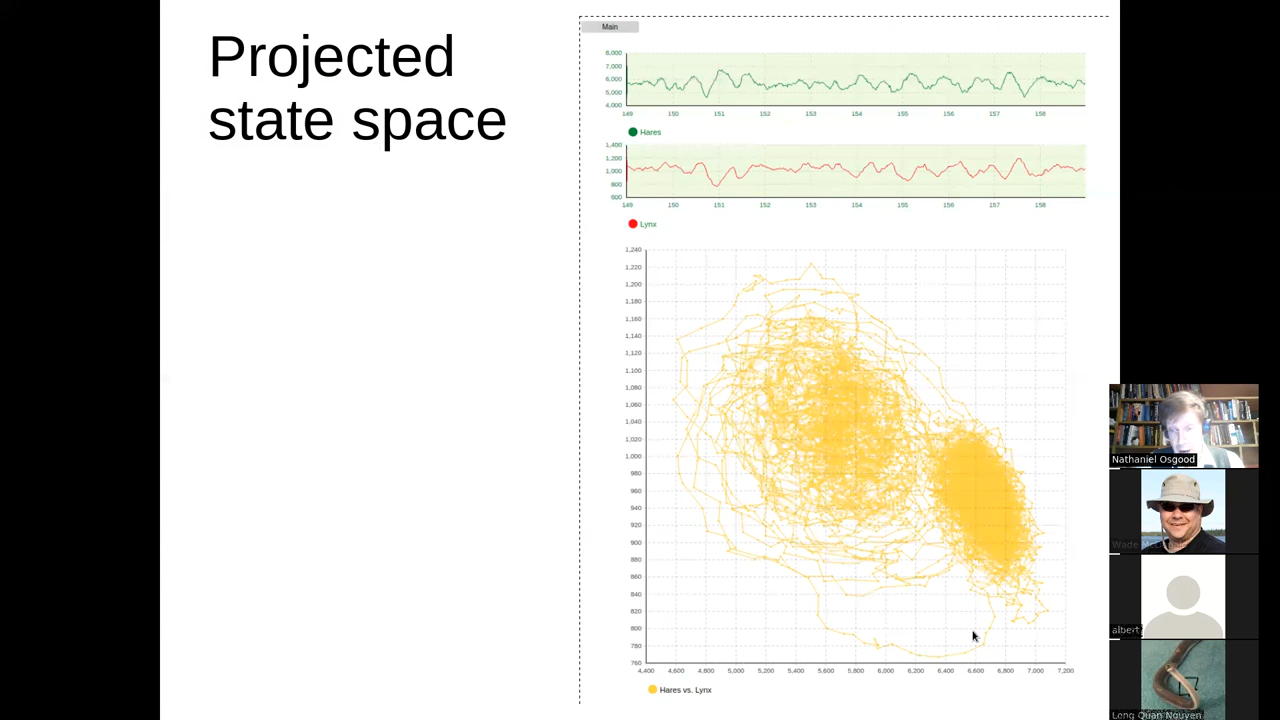 Projected
state space
Main
8,000
7,000
6,000
5,000
4,000
149 150 151 152 153 154 155 156 157 158
Hares
1,400
1,200
1,000
800
600
149 150 151 152 153 154 155 156 157 158
Lynx
1,240
1,220
1,200
1,180
1,160
1,140
1,120
1,100
1,080
1,060
1,040
1,020
1,000
980
960
940
920
900
880
860
840
820
800
780
760
4,400 4,600 4,800 5,000 5,200 5,400 5,600 5,800 6,000 6,200 6,400 6,600 6,800 7,000 7,200
Hares vs. Lynx
Nathaniel Osgood
Wade
albert
Long Quan Nguyen